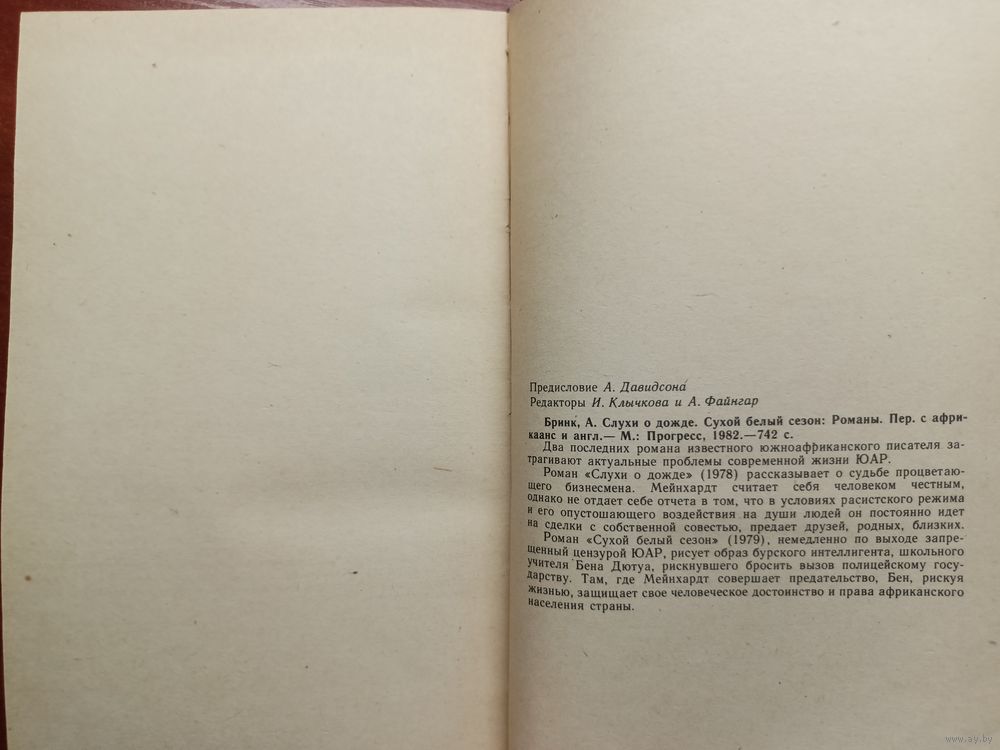 Предисловие А. Давидсона
Редакторы И. Клычкова и А. Файнгар
Бринк, А. Слухи о дожде. Сухой белый сезон: Романы. Пер. с афри-
каанс и англ.— М.: Прогресс, 1982.—742 с.
Два последних романа известного южноафриканского писателя за-
трагивают актуальные проблемы современной жизни ЮАР.
Роман «Слухи о дожде» (1978) рассказывает о судьбе процветаю-
щего бизнесмена. Мейнхардт считает себя человеком честным,
однако не отдает себе отчета в том, что в условиях расистского режима
и его опустошающего воздействия на души людей он постоянно идет
на сделки с собственной совестью, предает друзей, родных, близких.
Роман «Сухой белый сезон» (1979), немедленно по выходе запре-
щенный цензурой ЮАР, рисует образ бурского интеллигента, школьного
учителя Бена Дютуа, рискнувшего бросить вызов полицейскому госу-
дарству. Там, где Мейнхардт совершает предательство, Бен, рискуя
жизнью, защищает свое человеческое достоинство и права африканского
населения страны.
www.ay.by